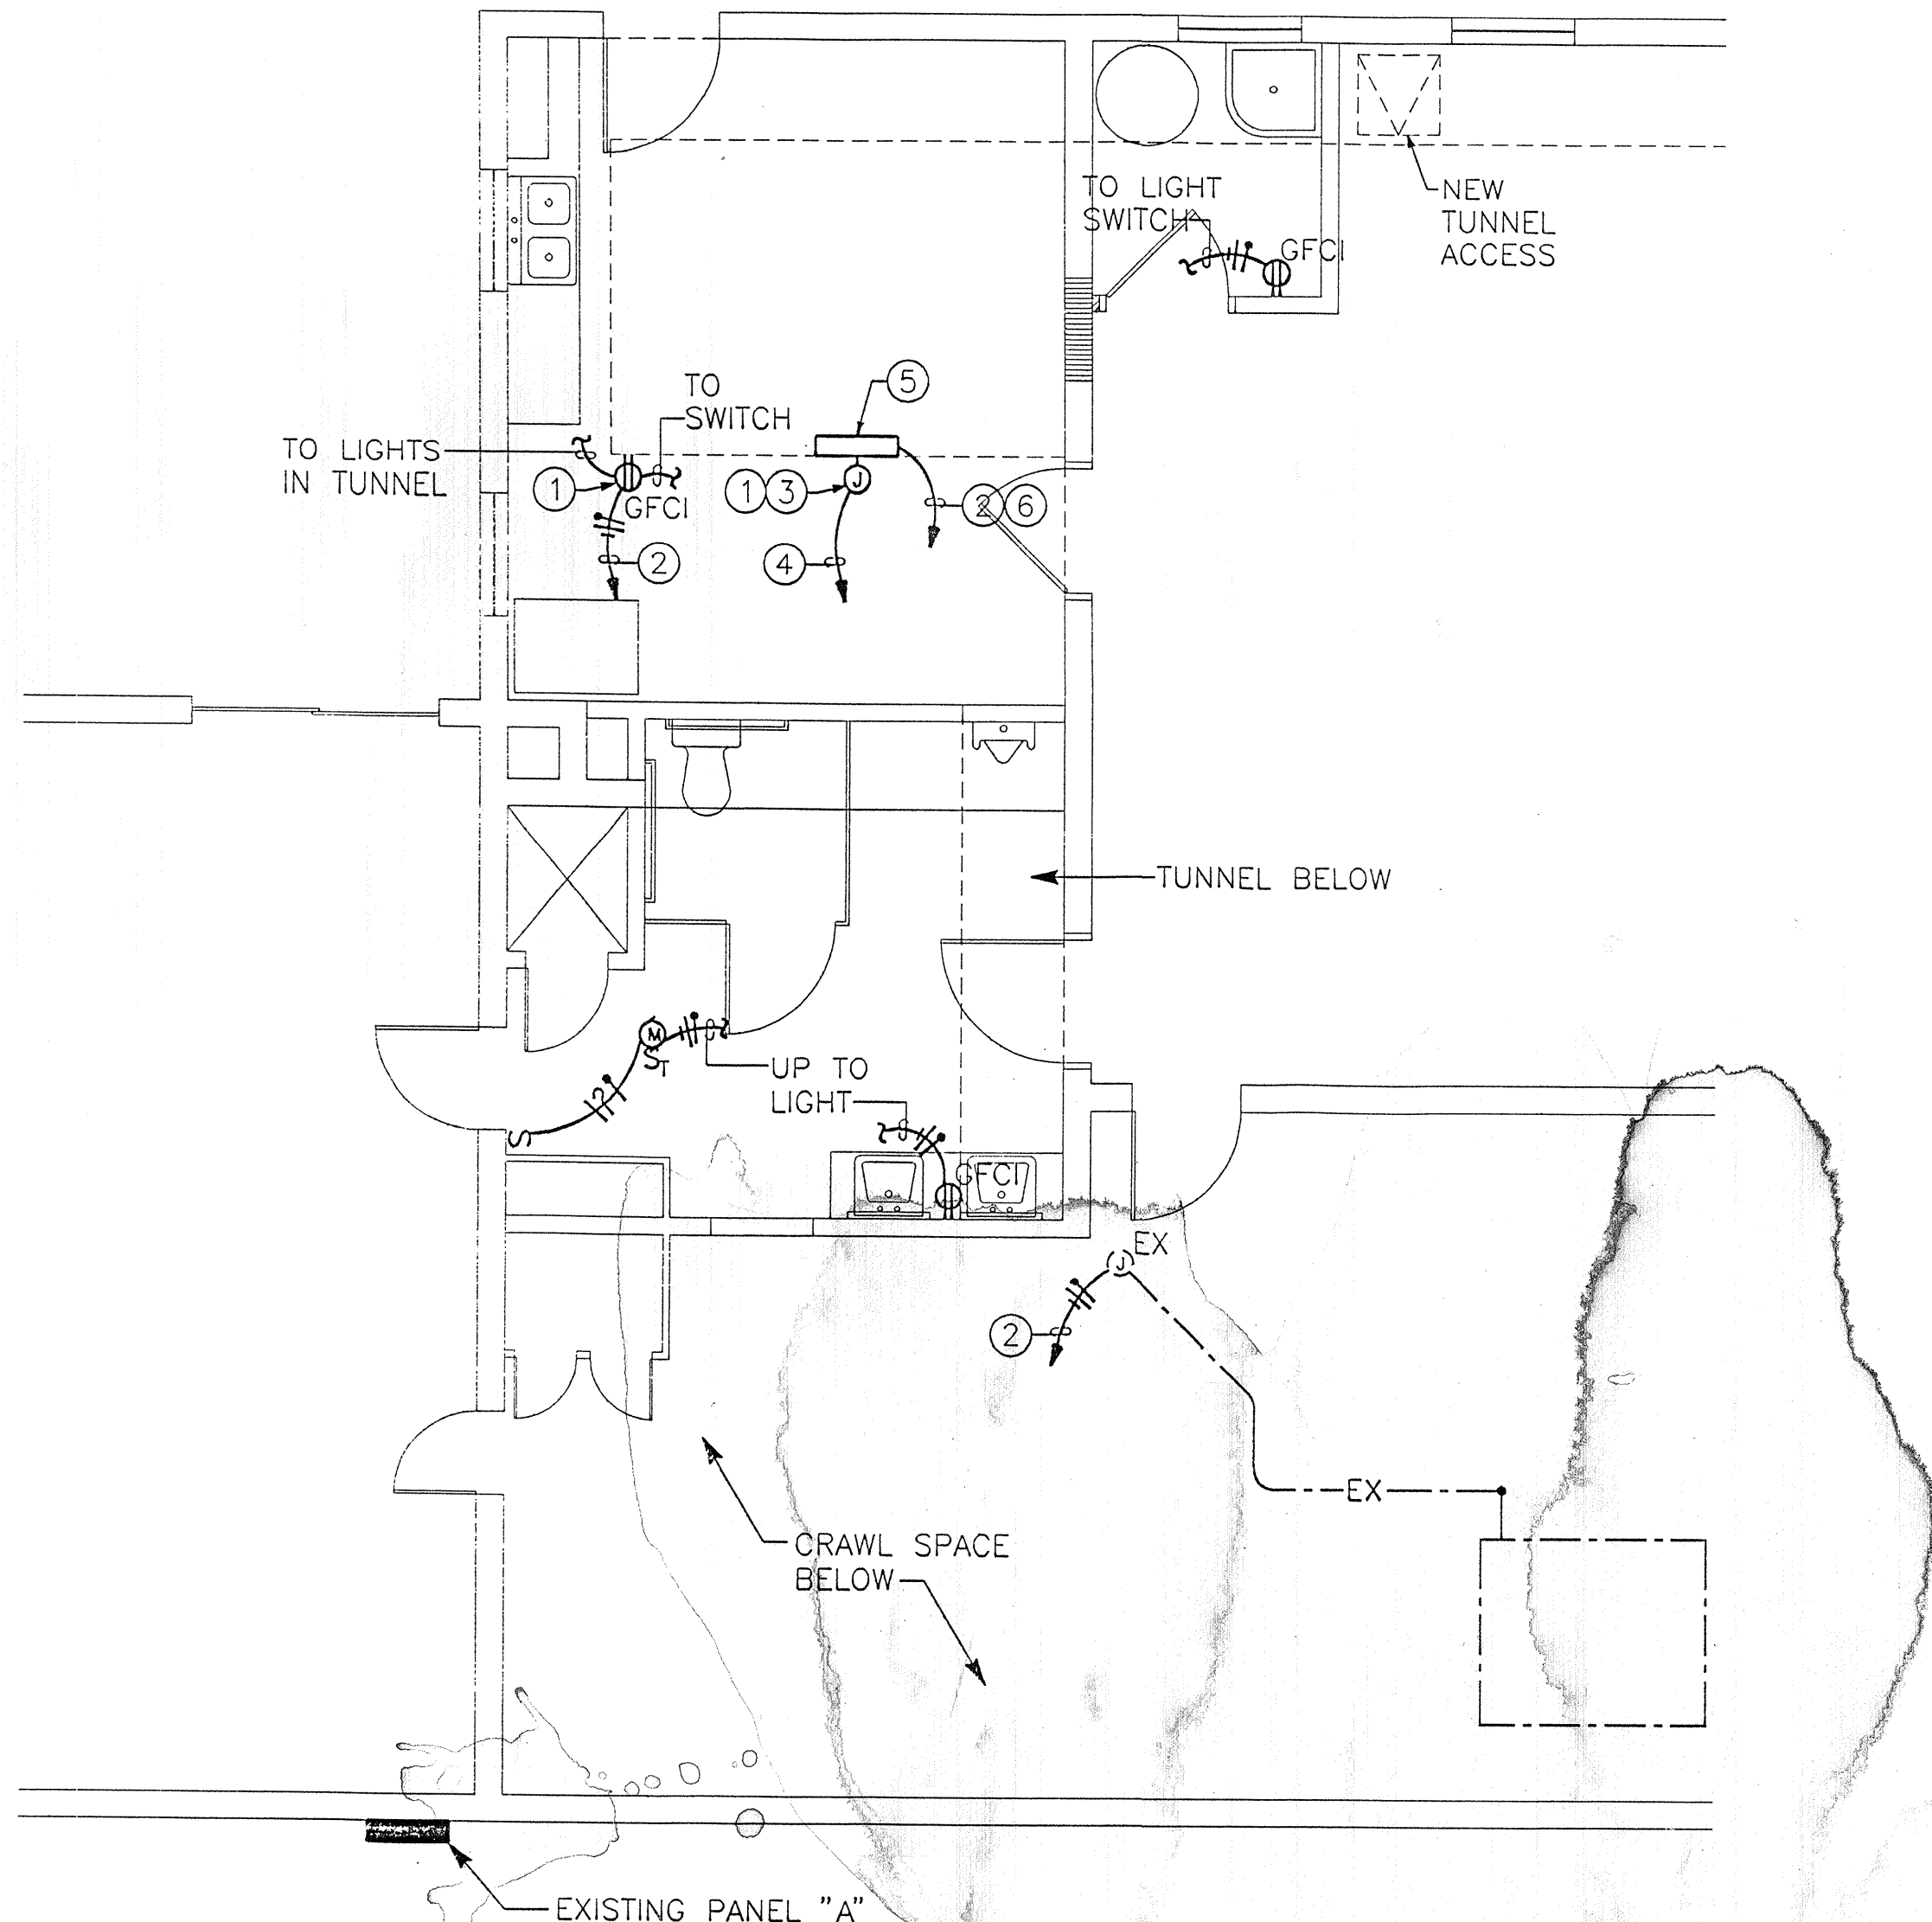 TO LIGHT
SWITCH
GFCI
NEW
TUNNEL
ACCESS
5
TO
SWITCH
TO LIGHTS
IN TUNNEL
1
GFCI
2
1 3
J
4
2 6
TUNNEL BELOW
M
S T
2
S
UP TO
LIGHT
GFCI
EX
J
2
EX
CRAWL SPACE
BELOW
EXISTING PANEL "A"